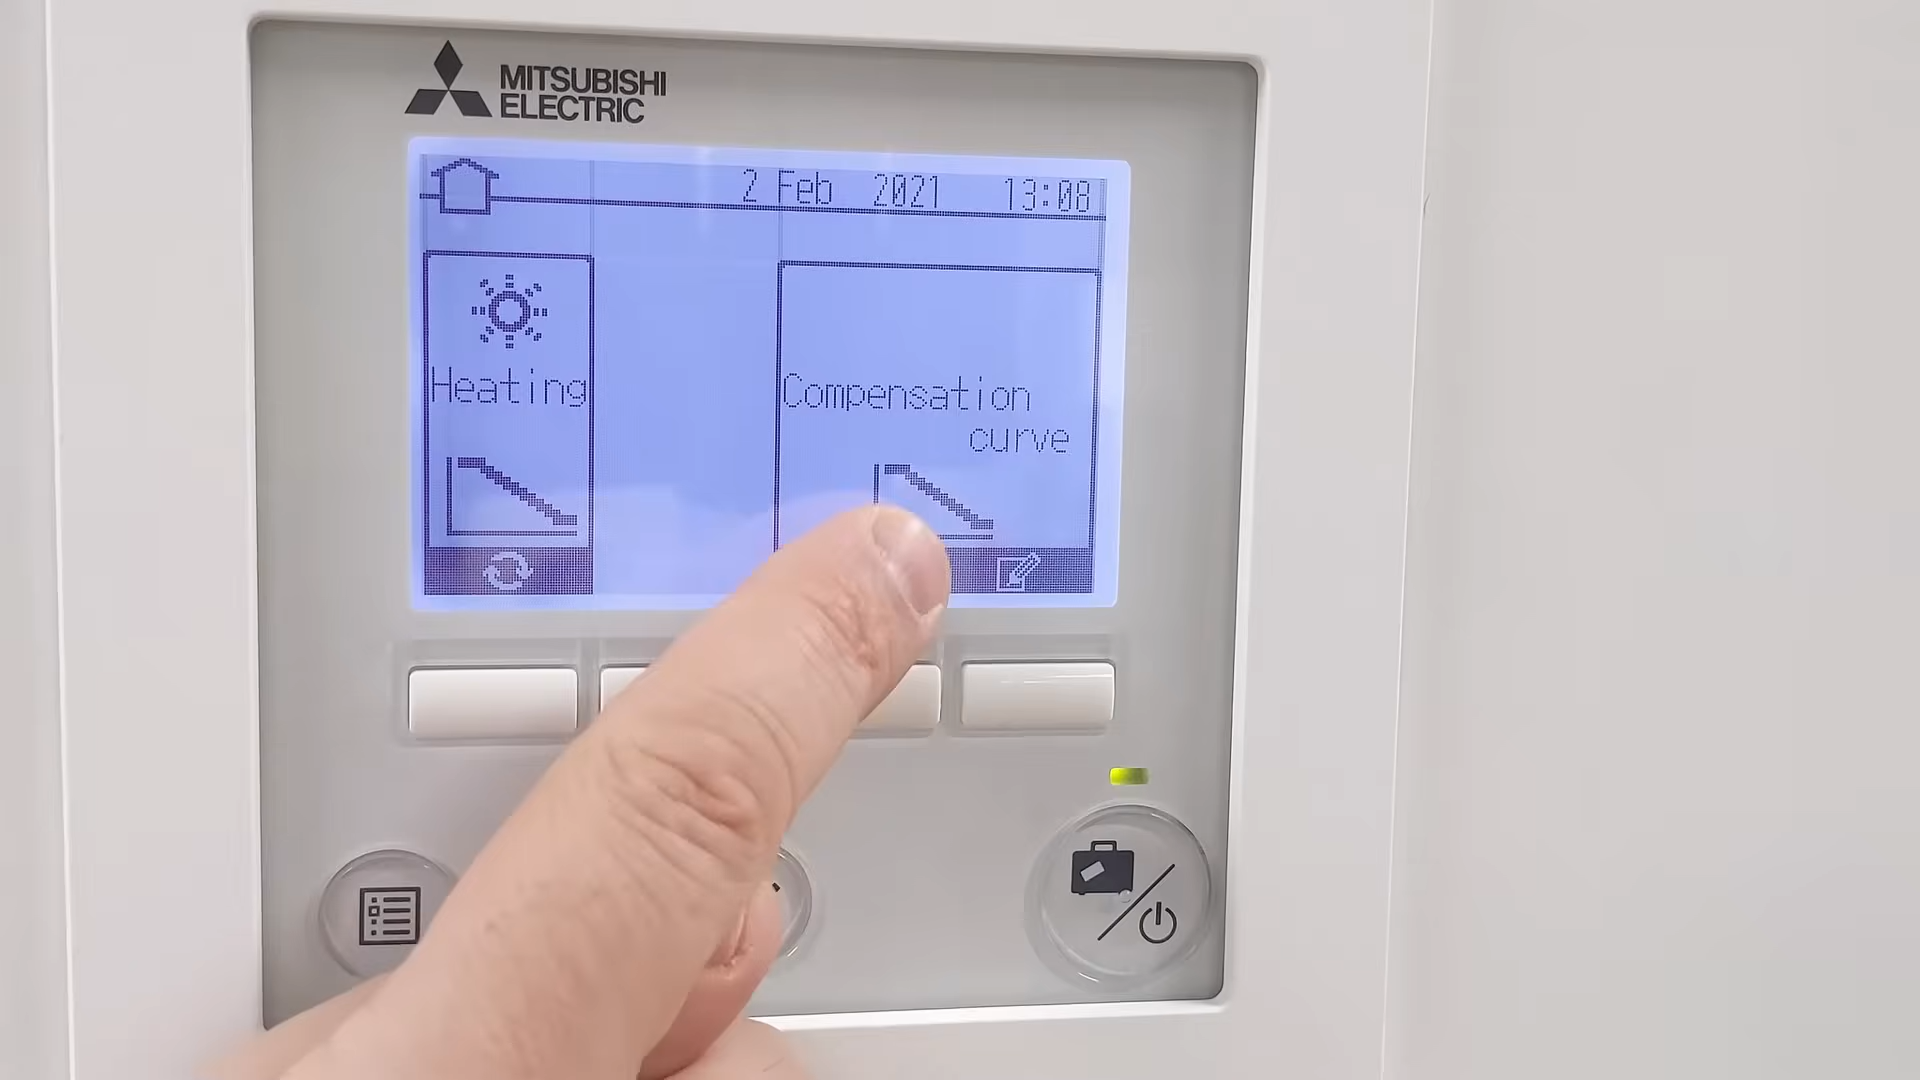 MITSUBISHI
ELECTRIC
2 Feb 2021 13:08
Heating
Compensation
curve